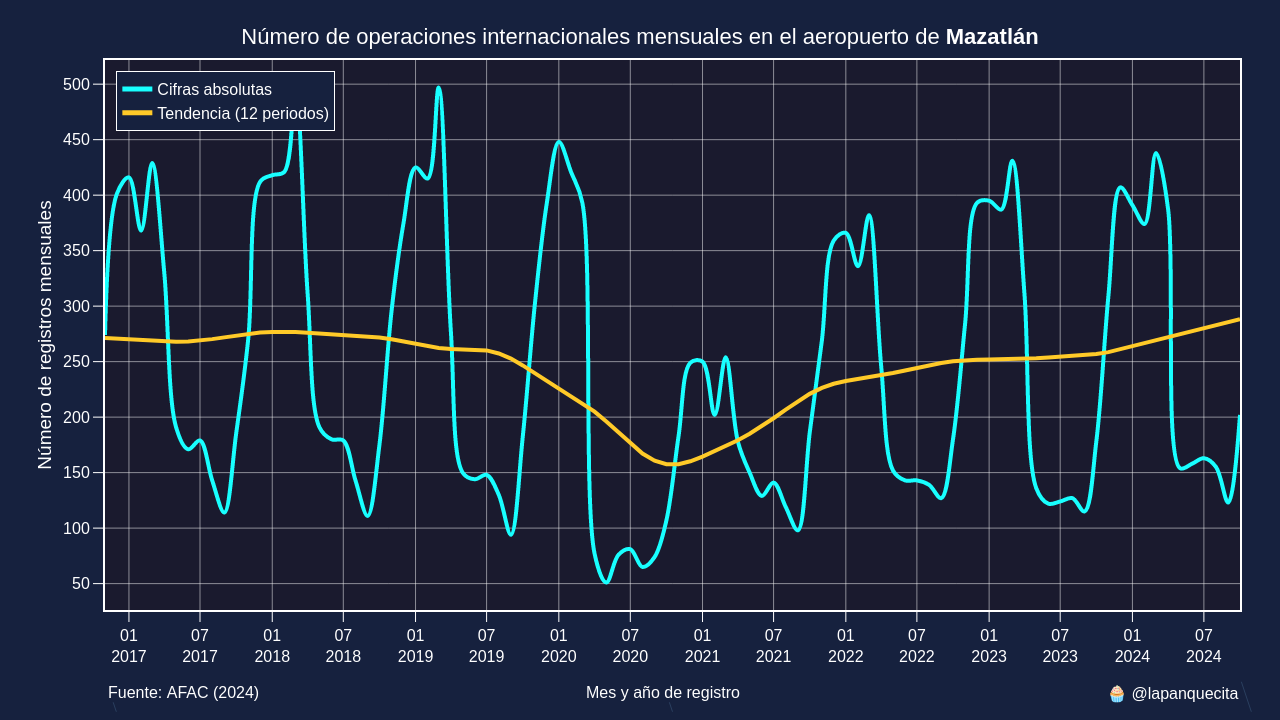 Número de operaciones internacionales mensuales en el aeropuerto de Mazatlán
Cifras absolutas
Tendencia (12 periodos)
Número de registros mensuales
500
450
400
350
300
250
200
150
100
50
01 07 01 07 01 07 01 07 01 07 01 07 01 07 01 07
2017 2017 2018 2018 2019 2019 2020 2020 2021 2021 2022 2022 2023 2023 2024 2024
Fuente: AFAC (2024) Mes y año de registro 🧁 @lapanquecita